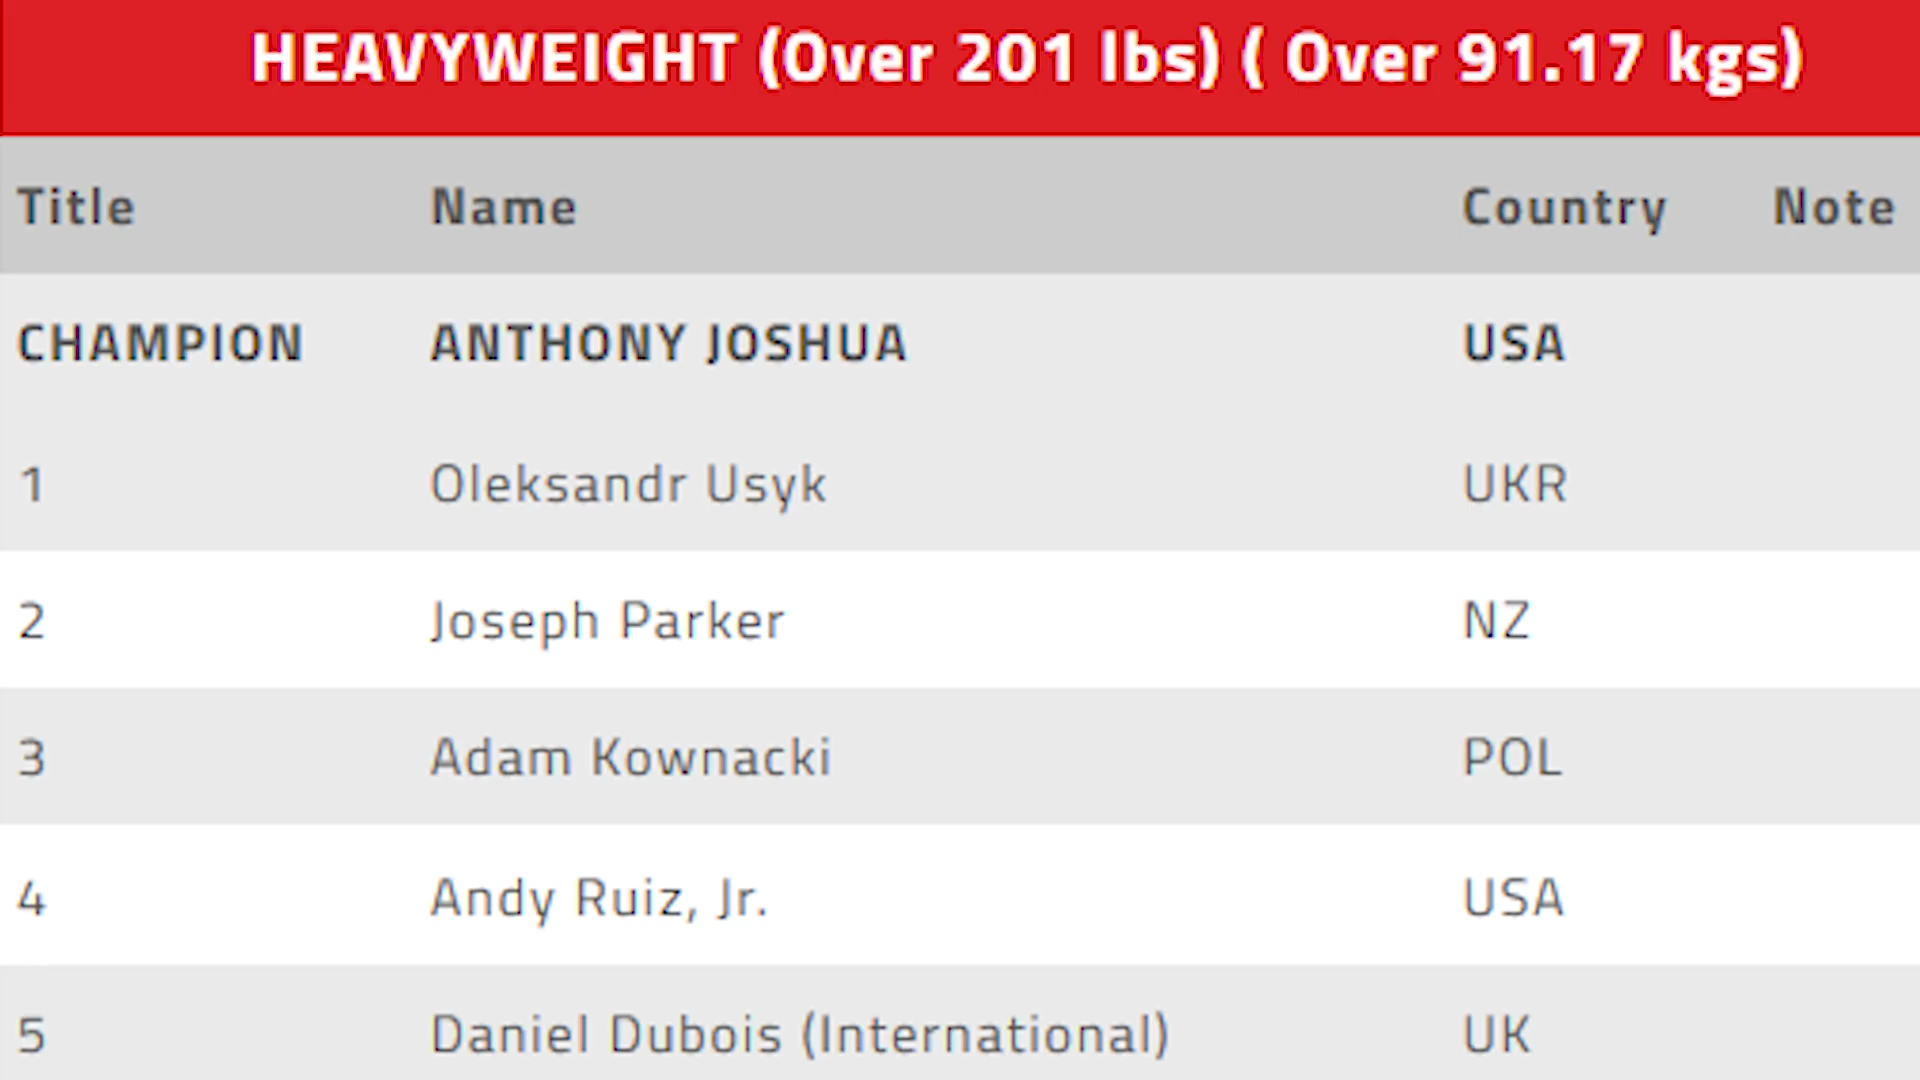 HEAVYWEIGHT (Over 201 lbs) ( Over 91.17 kgs)
Title Name Country Note
CHAMPION ANTHONY JOSHUA USA
1 Oleksandr Usyk UKR
2 Joseph Parker NZ
3 Adam Kownacki POL
4 Andy Ruiz, Jr. USA
5 Daniel Dubois (International) UK